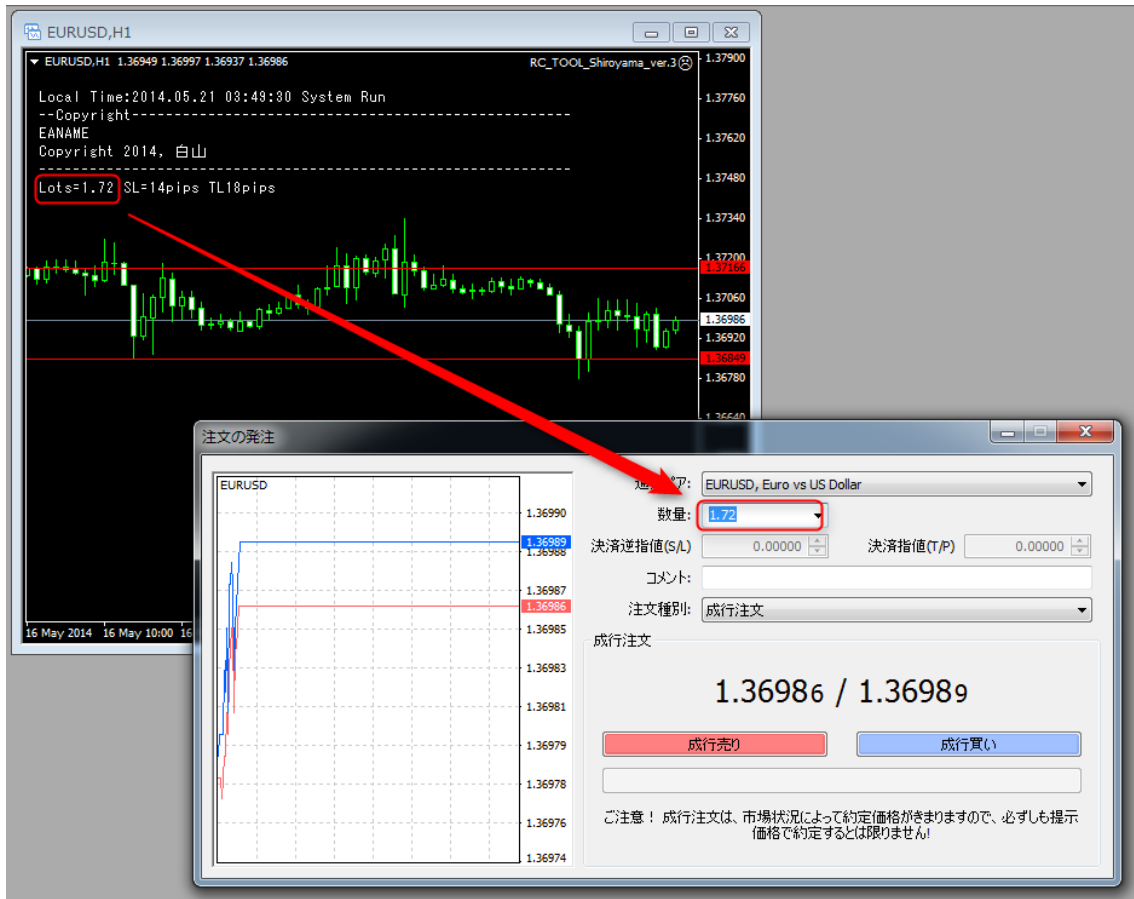 EURUSD,H1
EURUSD,H1 1.36949 1.36997 1.36937 1.36986
RC_TOOL_Shiroyama_ver.3
1.37900
Local Time:2014.05.21 03:49:30 System Run
1.37760
--Copyright-------------------------------------------------------
EANAME
1.37620
Copyright 2014, 白山
------------------------------------------------------------------
1.37480
Lots=1.72 SL=14pips TL18pips
1.37340
1.37200
1.37166
1.37060
1.36986
1.36920
1.36849
1.36780
1.36640
注文の発注
EURUSD
ペア: EURUSD, Euro vs US Dollar
数量: 1.72
決済逆指値(S/L) 0.00000 決済指値(T/P) 0.00000
コメント:
注文種別: 成行注文
成行注文
1.36986 / 1.36989
成行売り 成行買い
ご注意！ 成行注文は、市場状況によって約定価格がきまりますので、必ずしも提示
価格で約定するとは限りません!
1.36990
1.36989
1.36988
1.36987
1.36986
1.36985
1.36983
1.36981
1.36979
1.36978
1.36976
1.36974
16 May 2014 16 May 10:00 16